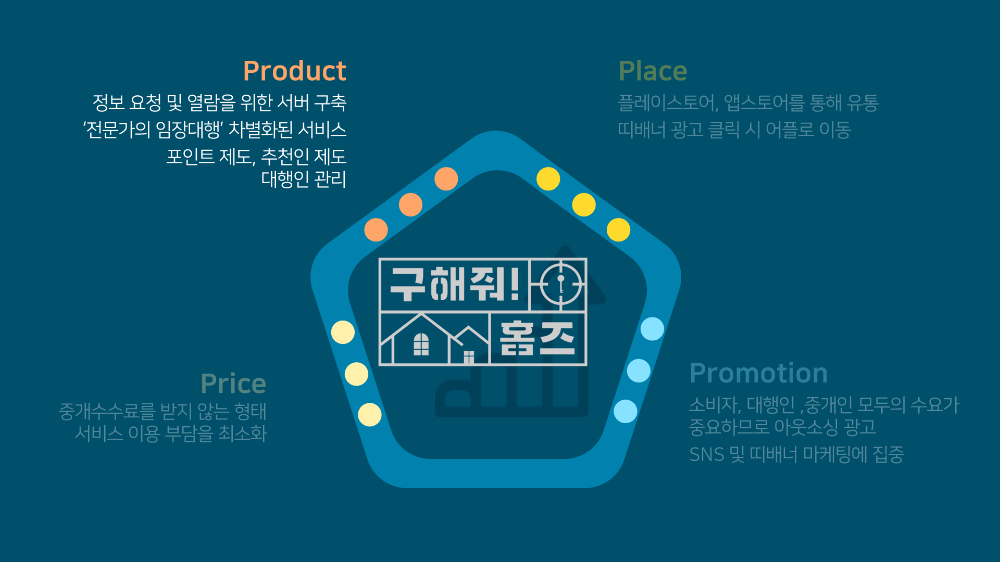 Product
정보 요청 및 열람을 위한 서버 구축
‘전문가의 임장대행’ 차별화된 서비스
포인트 제도, 추천인 제도
대행인 관리
Place
플레이스토어, 앱스토어를 통해 유통
띠배너 광고 클릭 시 어플로 이동
구해줘!
홈즈
Price
중개수수료를 받지 않는 형태
서비스 이용 부담을 최소화
Promotion
소비자, 대행인 ,중개인 모두의 수요가
중요하므로 아웃소싱 광고
SNS 및 띠배너 마케팅에 집중